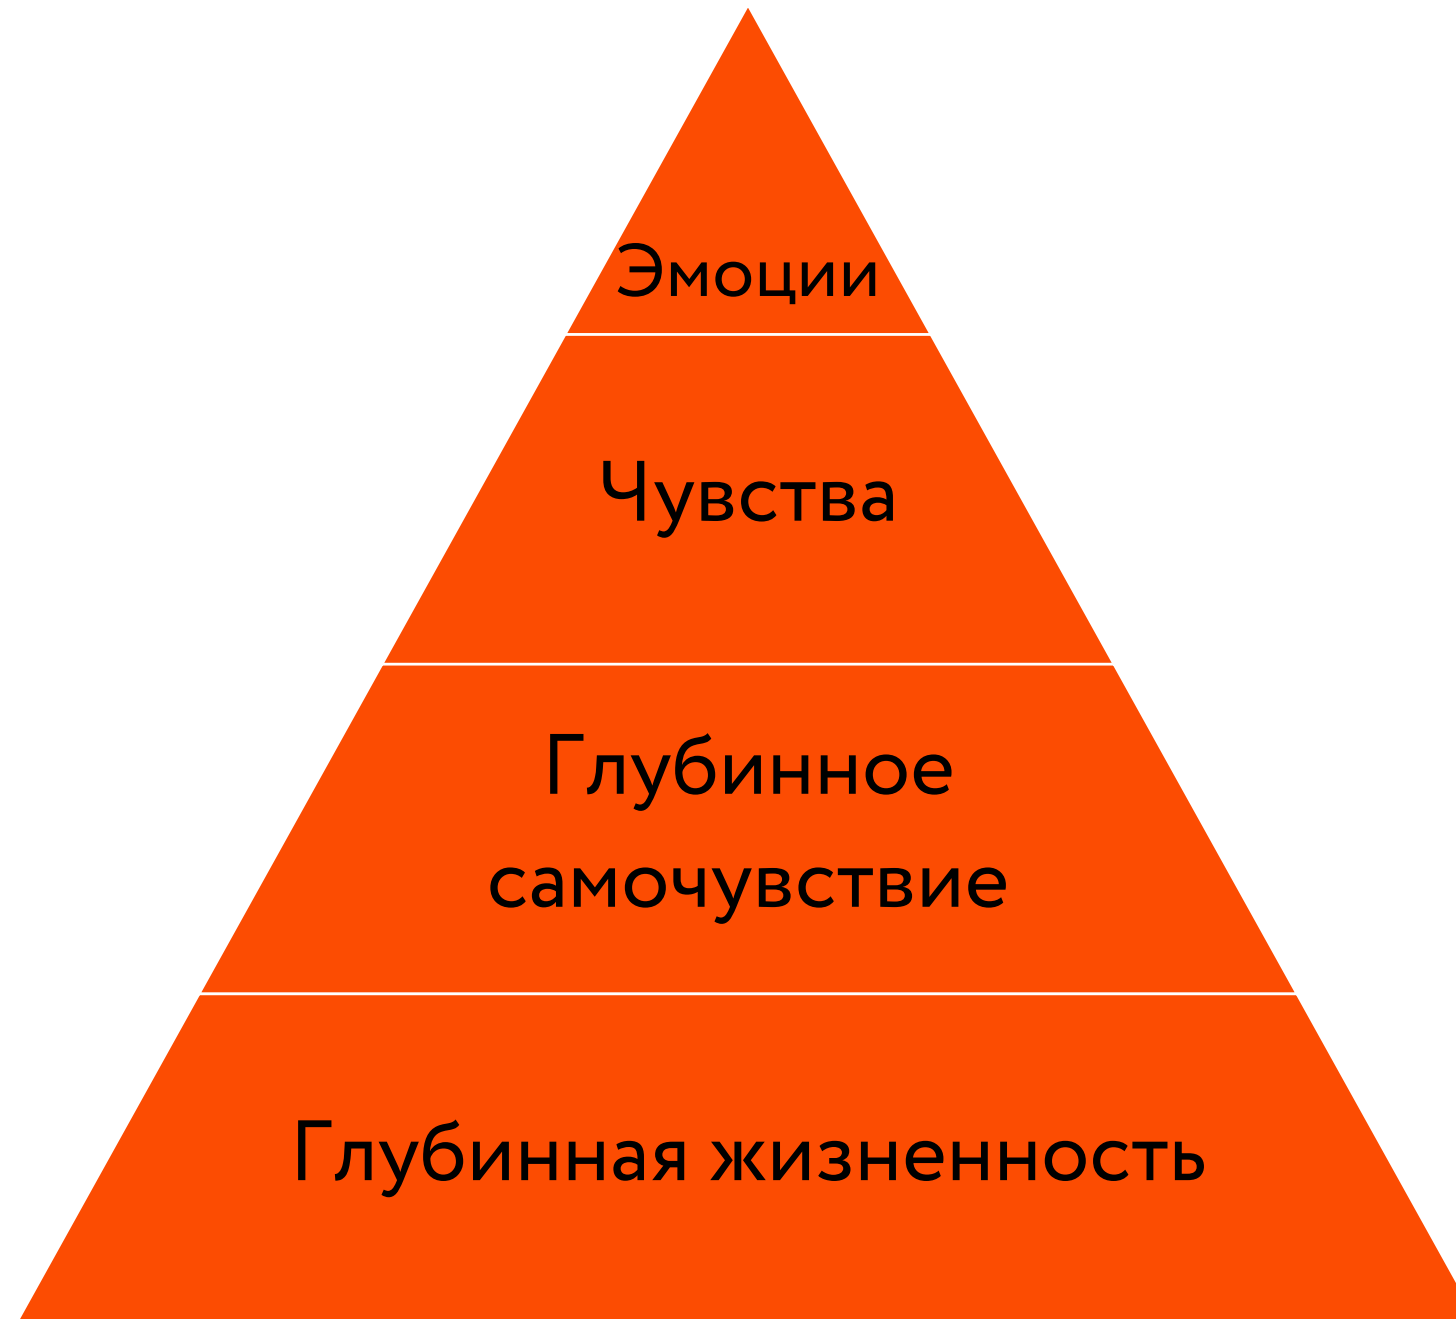 Эмоции
Чувства
Глубинное
самочувствие
Глубинная жизненность